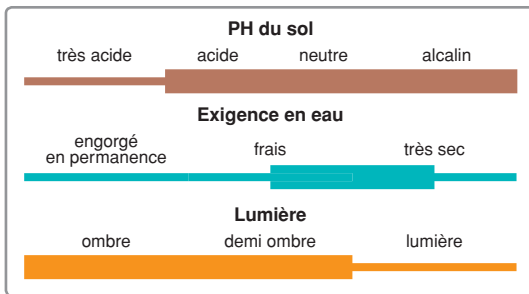 PH du sol
très acide acide neutre alcalin
Exigence en eau
engorgé
en permanence frais très sec
Lumière
ombre demi ombre lumière